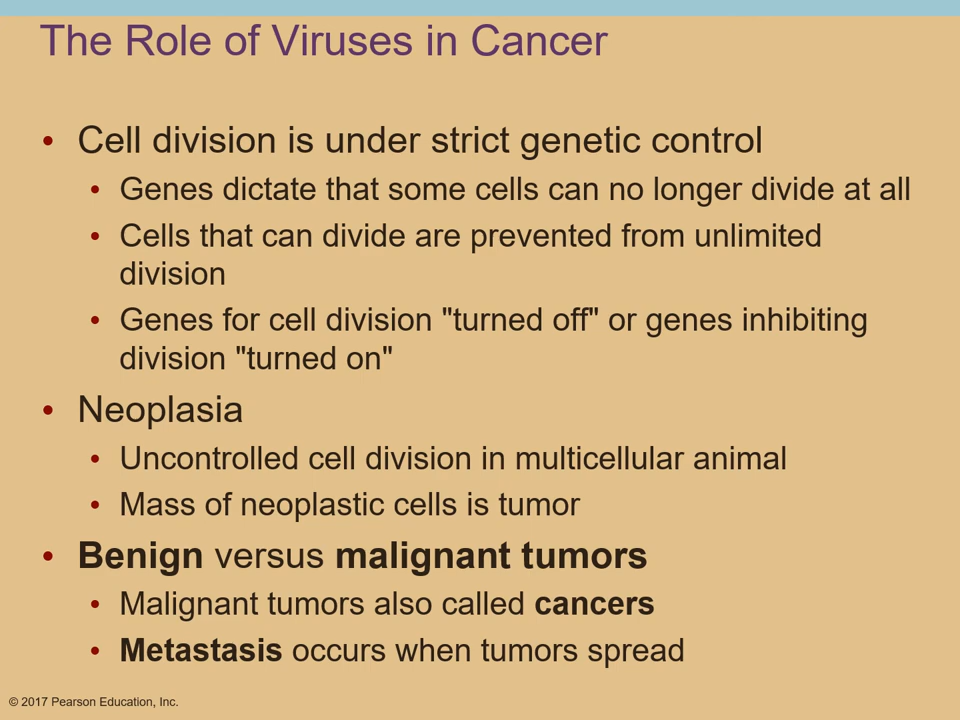 The Role of Viruses in Cancer
• Cell division is under strict genetic control
• Genes dictate that some cells can no longer divide at all
• Cells that can divide are prevented from unlimited
division
• Genes for cell division "turned off" or genes inhibiting
division "turned on"
• Neoplasia
• Uncontrolled cell division in multicellular animal
• Mass of neoplastic cells is tumor
• Benign versus malignant tumors
• Malignant tumors also called cancers
• Metastasis occurs when tumors spread
© 2017 Pearson Education, Inc.